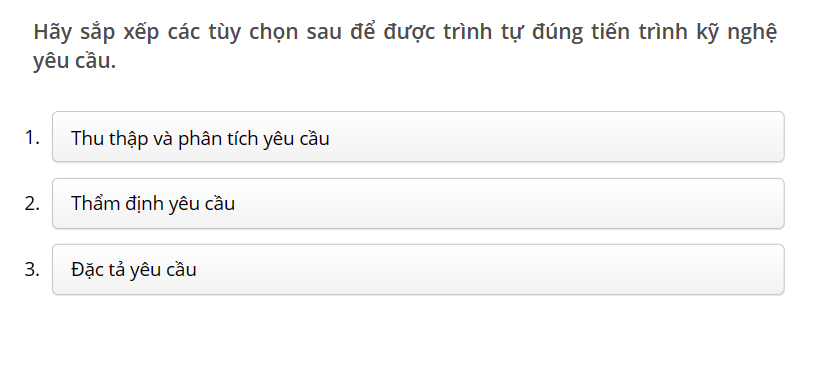 Hãy sắp xếp các tùy chọn sau để được trình tự đúng tiến trình kỹ nghệ
yêu cầu.
1. Thu thập và phân tích yêu cầu
2. Thẩm định yêu cầu
3. Đặc tả yêu cầu